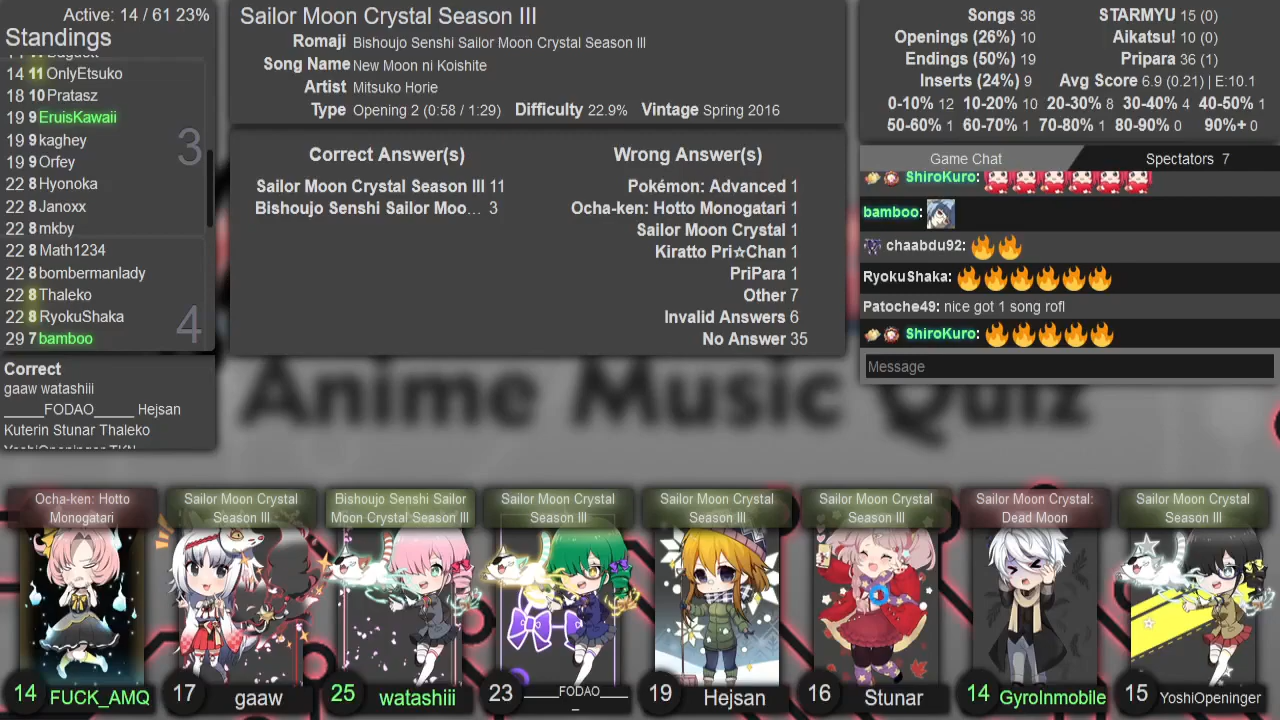 Active: 14 / 61 23%
Standings
14 11 OnlyEtsuko
18 10 Pratasz
19 9 EruisKawaii
19 9 kaghey
3
19 9 Orfey
22 8 Hyonoka
22 8 Janoxx
22 8 mkby
22 8 Math1234
22 8 bombermanlady
22 8 Thaleko
22 8 RyokuShaka
4
29 7 bamboo
Correct
gaaw watashiii
_____FODAO_____ Hejsan
Kuterin Stunar Thaleko
YoshiOpeninger TKN
Sailor Moon Crystal Season III
Romaji Bishoujo Senshi Sailor Moon Crystal Season III
Song Name New Moon ni Koishite
Artist Mitsuko Horie
Type Opening 2 (0:58 / 1:29) Difficulty 22.9% Vintage Spring 2016
Correct Answer(s)
Sailor Moon Crystal Season III 11
Bishoujo Senshi Sailor Moo... 3
Wrong Answer(s)
Pokémon: Advanced 1
Ocha-ken: Hotto Monogatari 1
Sailor Moon Crystal 1
Kiratto Pri☆Chan 1
PriPara 1
Other 7
Invalid Answers 6
No Answer 35
Songs 38 STARMYU 15 (0)
Openings (26%) 10 Aikatsu! 10 (0)
Endings (50%) 19 Pripara 36 (1)
Inserts (24%) 9 Avg Score 6.9 (0.21) | E:10.1
0-10% 12 10-20% 10 20-30% 8 30-40% 4 40-50% 1
50-60% 1 60-70% 1 70-80% 1 80-90% 0 90%+ 0
Game Chat Spectators 7
ShiroKuro:
bamboo:
chaabdu92: 🔥🔥
RyokuShaka: 🔥🔥🔥🔥🔥🔥
Patoche49: nice got 1 song rofl
ShiroKuro: 🔥🔥🔥🔥🔥
Message
Anime Music Quiz
Ocha-ken: Hotto
Monogatari
14 FUCK_AMQ
Sailor Moon Crystal
Season III
17 gaaw
Bishoujo Senshi Sailor
Moon Crystal Season III
25 watashiii
Sailor Moon Crystal
Season III
23 _____FODAO____
_
Sailor Moon Crystal
Season III
19 Hejsan
Sailor Moon Crystal
Season III
16 Stunar
Sailor Moon Crystal:
Dead Moon
14 GyroInmobile
Sailor Moon Crystal
Season III
15 YoshiOpeninger